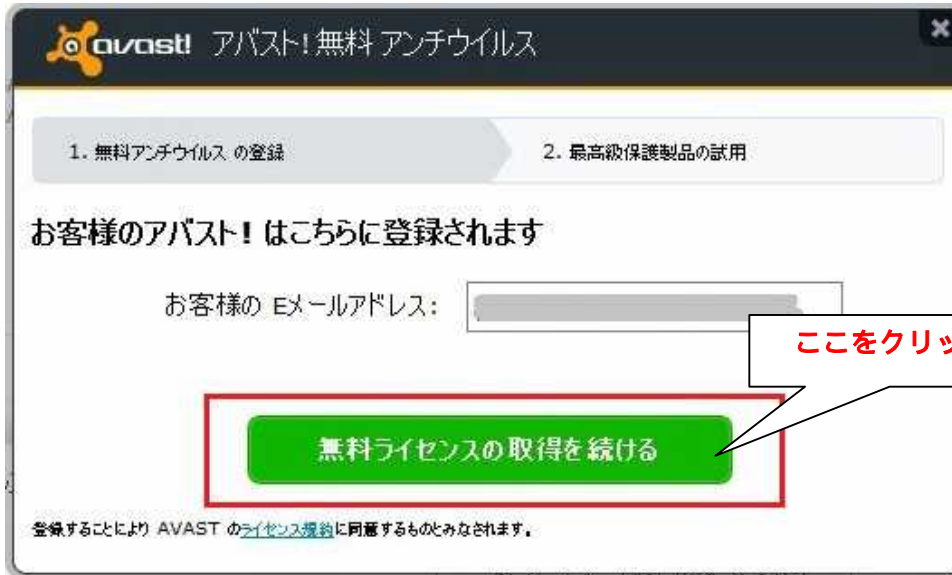 avast! アバスト! 無料 アンチウイルス
1. 無料アンチウイルス の登録
2. 最高級保護製品の試用
お客様のアバスト! はこちらに登録されます
お客様の Eメールアドレス:
ここをクリッ
無料ライセンスの取得を続ける
登録することにより AVAST のライセンス規約に同意するものとみなされます。